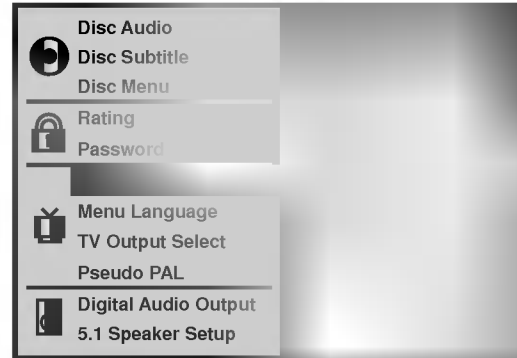 Disc Audio
Disc Subtitle
Disc Menu
Rating
Password
Menu Language
TV Output Select
Pseudo PAL
Digital Audio Output
5.1 Speaker Setup